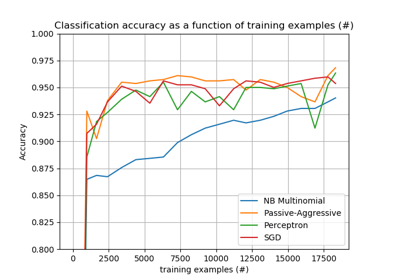 Classification accuracy as a function of training examples (#)
Accuracy
1.000
0.975
0.950
0.925
0.900
0.875
0.850
0.825
0.800
0 2500 5000 7500 10000 12500 15000 17500
training examples (#)
NB Multinomial
Passive-Aggressive
Perceptron
SGD